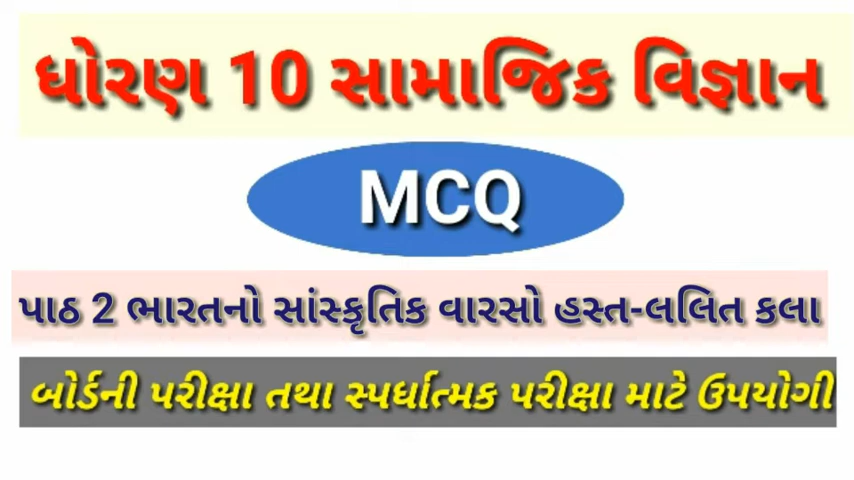 ધોરણ 10 સામાજિક વિજ્ઞાન
MCQ
પાઠ 2 ભારતનો સાંસ્કૃતિક વારસો હસ્ત-લલિત કલા
બોર્ડની પરીક્ષા તથા સ્પર્ધાત્મક પરીક્ષા માટે ઉપયોગી